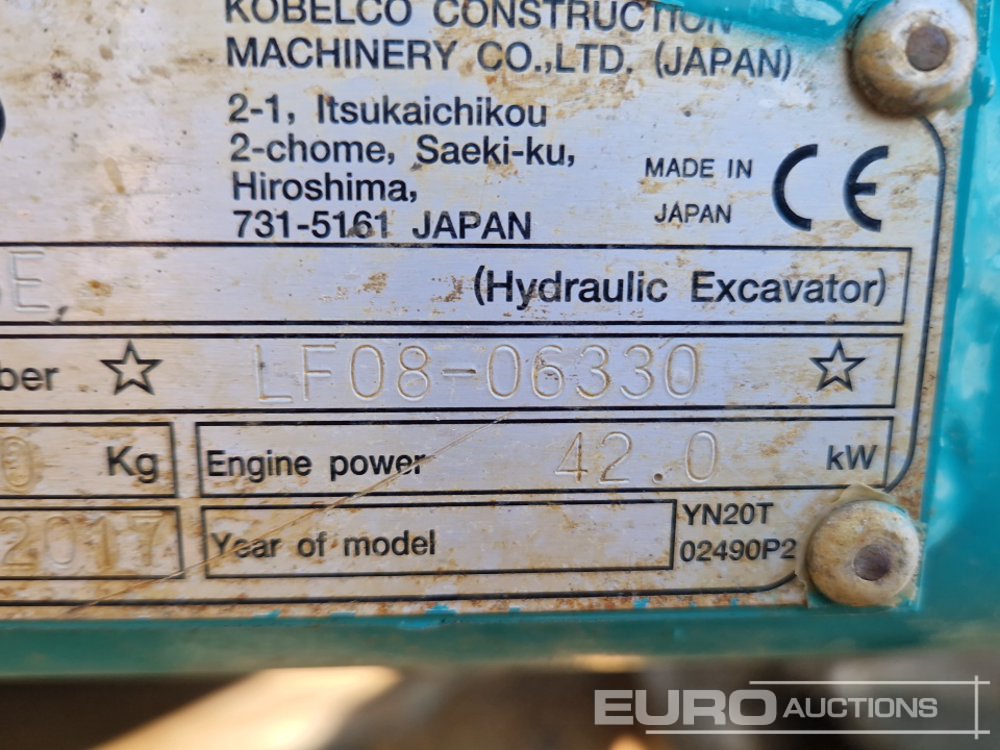 KOBELCO CONSTRUCTION
MACHINERY CO.,LTD. (JAPAN)
2-1, Itsukaichikou
2-chome, Saeki-ku,
Hiroshima,
731-5161 JAPAN
MADE IN
JAPAN
CE
E, (Hydraulic Excavator)
ber ☆ LF08-06330 ☆
0 Kg
Engine power 42.0 kW
2017
Year of model
YN20T
02490P2
EURO AUCTIONS